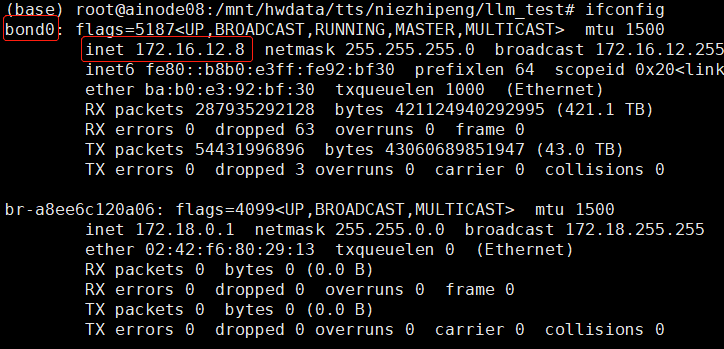 (base) root@ainode08:/mnt/hwdata/tts/niezhipeng/llm_test# ifconfig
bond0: flags=5187<UP,BROADCAST,RUNNING,MASTER,MULTICAST>  mtu 1500
        inet 172.16.12.8  netmask 255.255.255.0  broadcast 172.16.12.255
        inet6 fe80::b8b0:e3ff:fe92:bf30  prefixlen 64  scopeid 0x20<link
        ether ba:b0:e3:92:bf:30  txqueuelen 1000  (Ethernet)
        RX packets 287935292128  bytes 421124940292995 (421.1 TB)
        RX errors 0  dropped 63  overruns 0  frame 0
        TX packets 54431996896  bytes 43060689851947 (43.0 TB)
        TX errors 0  dropped 3 overruns 0  carrier 0  collisions 0

br-a8ee6c120a06: flags=4099<UP,BROADCAST,MULTICAST>  mtu 1500
        inet 172.18.0.1  netmask 255.255.0.0  broadcast 172.18.255.255
        ether 02:42:f6:80:29:13  txqueuelen 0  (Ethernet)
        RX packets 0  bytes 0 (0.0 B)
        RX errors 0  dropped 0  overruns 0  frame 0
        TX packets 0  bytes 0 (0.0 B)
        TX errors 0  dropped 0 overruns 0  carrier 0  collisions 0